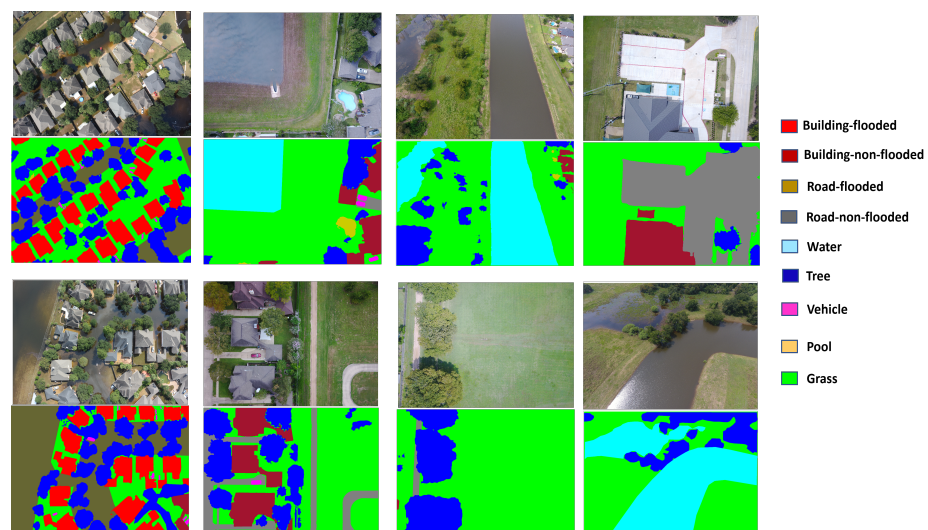 Building-flooded
Building-non-flooded
Road-flooded
Road-non-flooded
Water
Tree
Vehicle
Pool
Grass